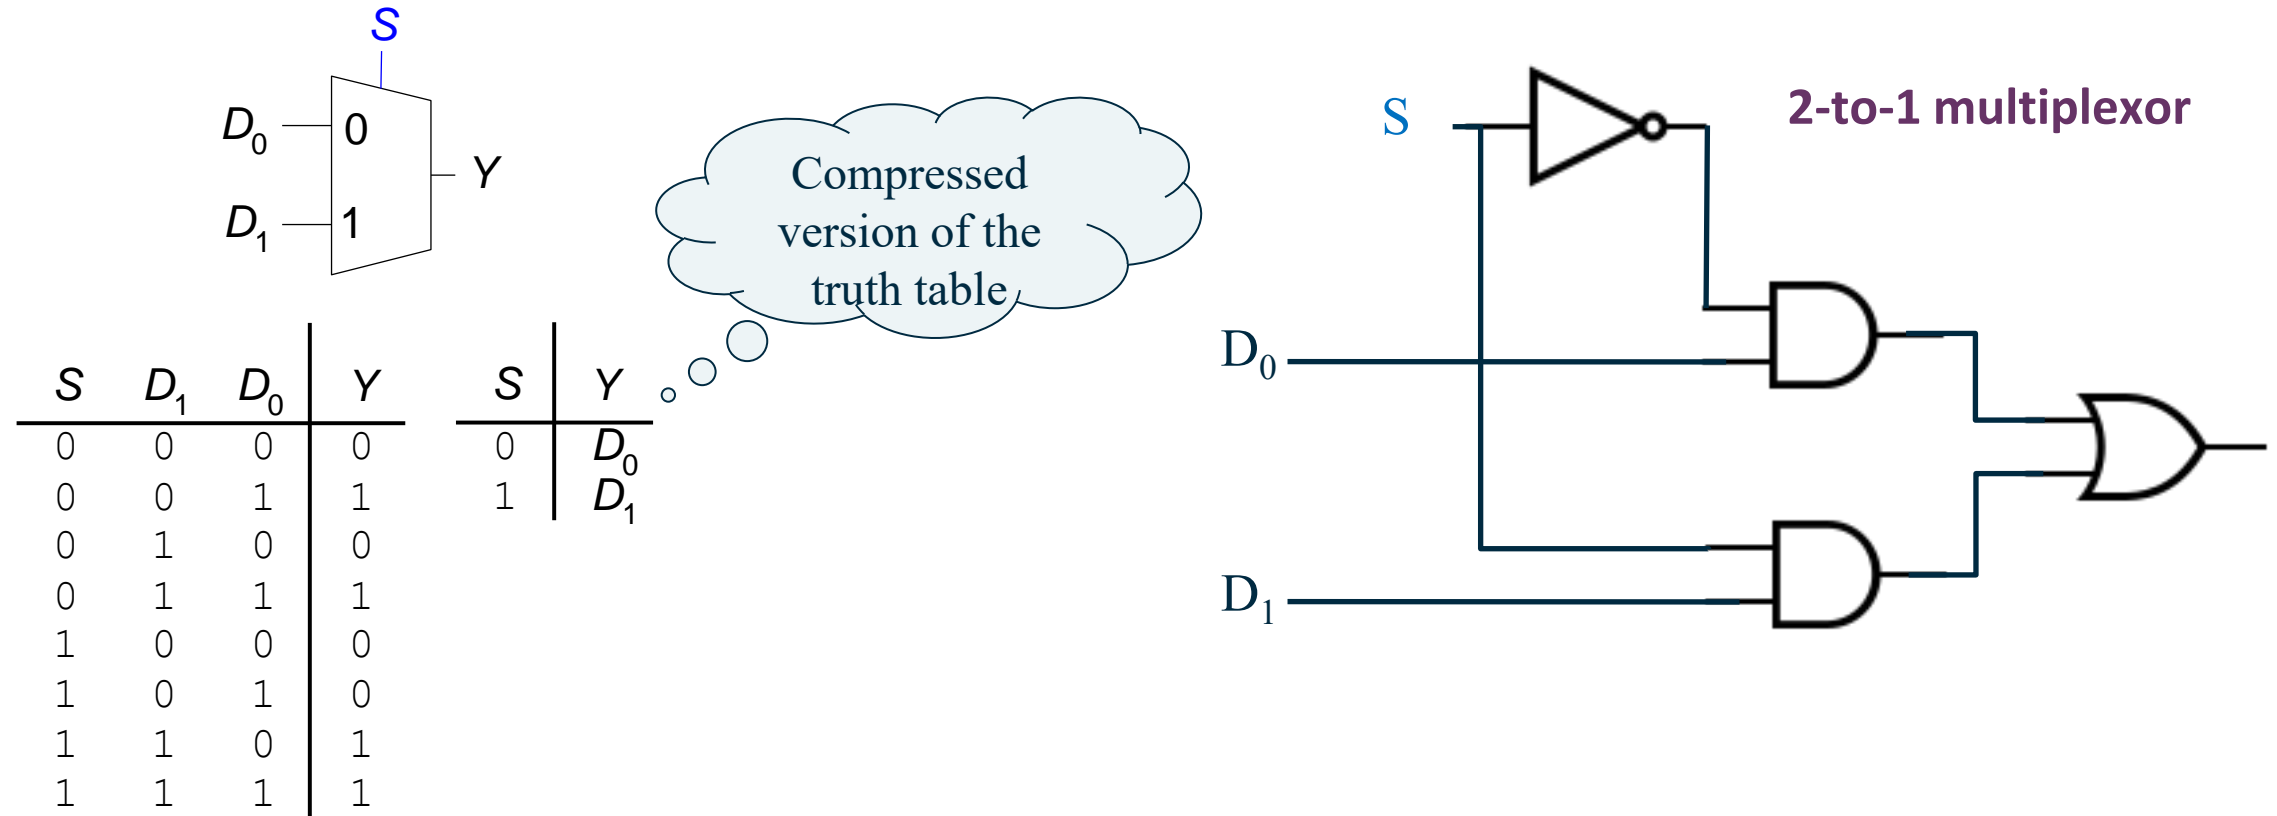 S
D0 0
Y
D1 1
Compressed
version of the
truth table
S D1 D0 Y
0 0 0 0
0 0 1 1
0 1 0 0
0 1 1 1
1 0 0 0
1 0 1 0
1 1 0 1
1 1 1 1
S Y
0 D0
1 D1
2-to-1 multiplexor
S
D0
D1